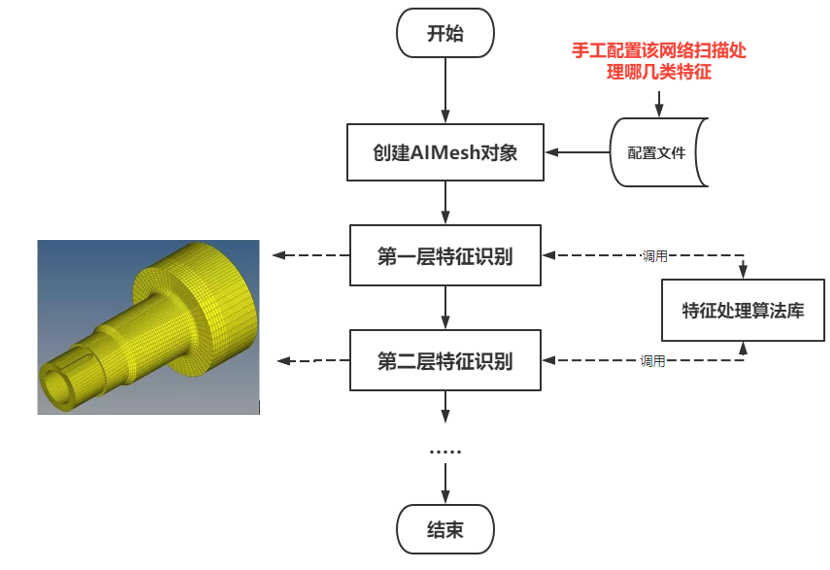 开始
手工配置该网络扫描处
理哪几类特征
创建AIMesh对象
配置文件
第一层特征识别
调用
特征处理算法库
第二层特征识别
调用
.....
结束